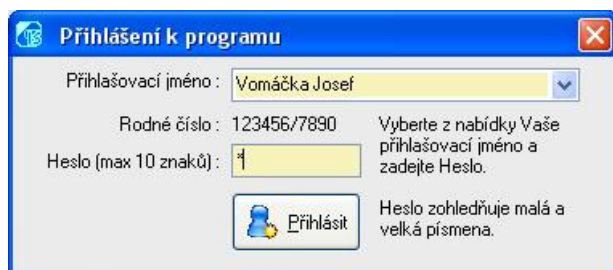 Přihlášení k programu
Přihlašovací jméno : Vomáčka Josef
Rodné číslo : 123456/7890
Vyberte z nabídky Vaše
přihlašovací jméno a
zadejte Heslo.
Heslo (max 10 znaků) : *
Přihlásit
Heslo zohledňuje malá a
velká písmena.